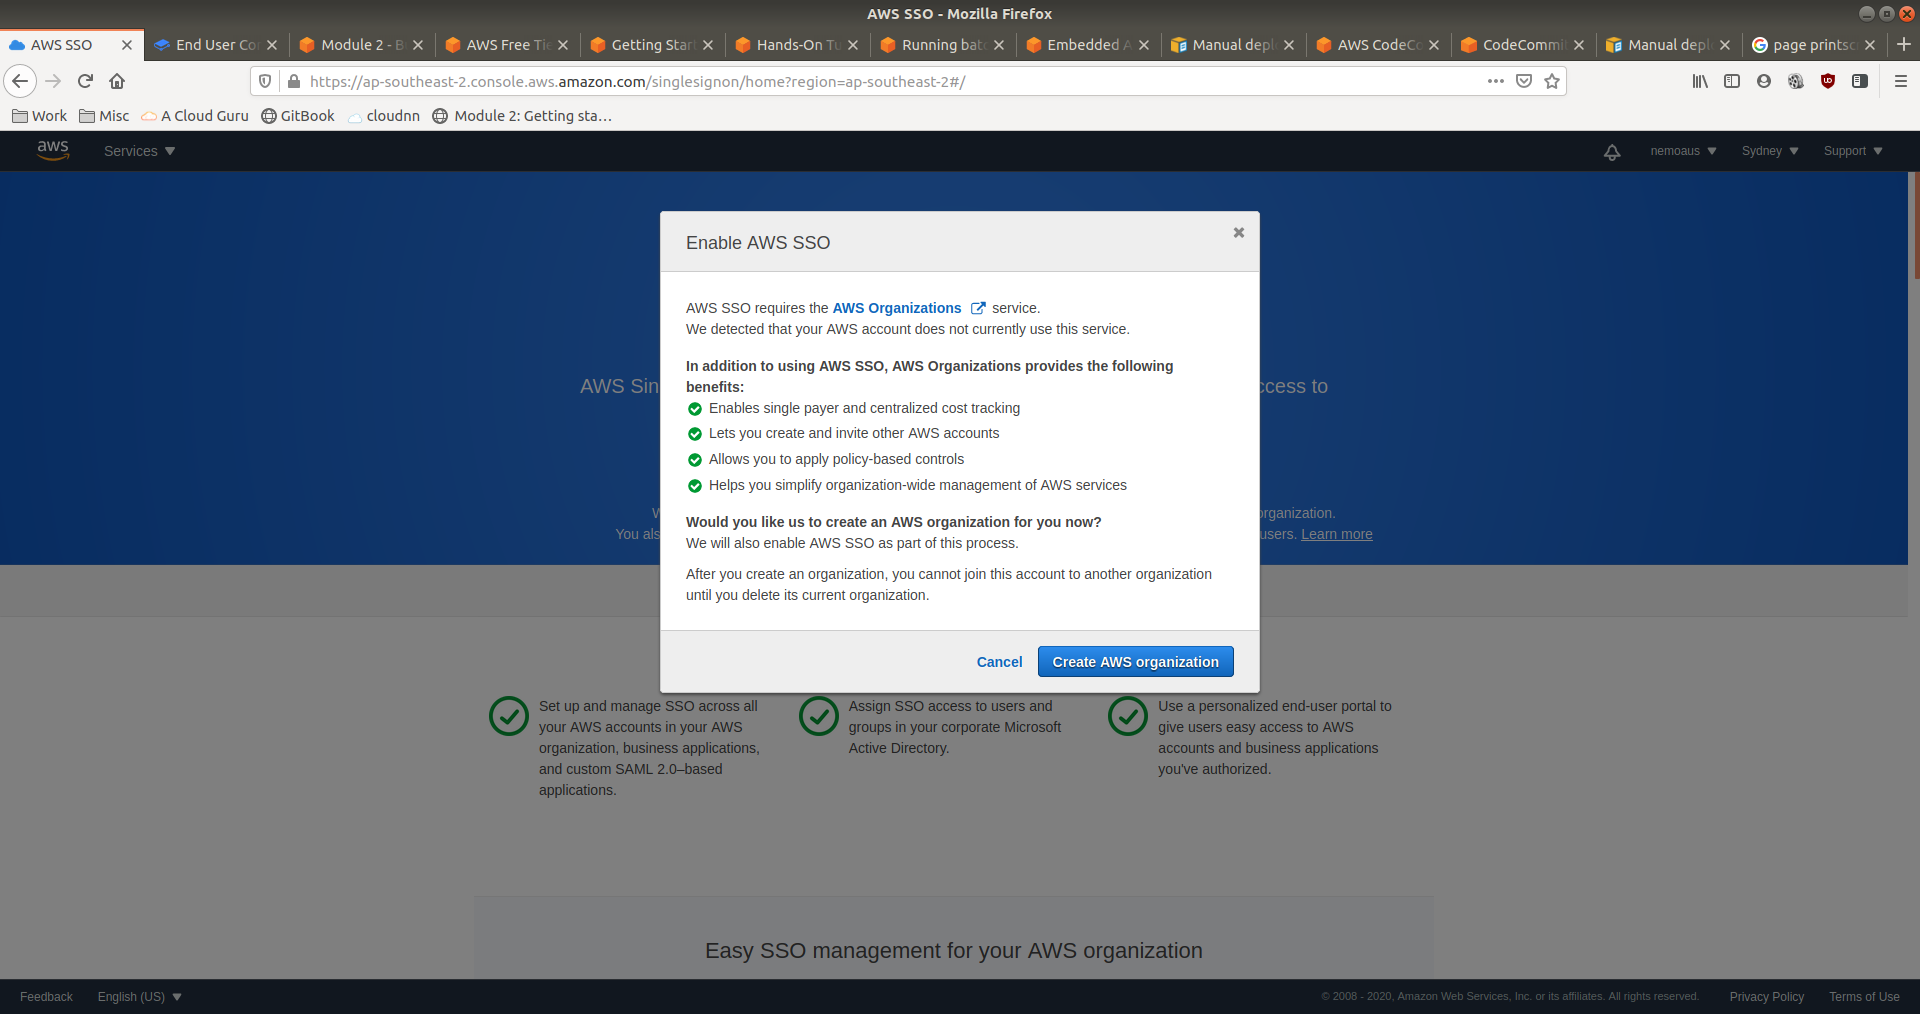 AWS SSO - Mozilla Firefox
AWS SSO
End User Co
Module 2 - B
AWS Free Tie
Getting Star
Hands-On Tu
Running bat
Embedded A
Manual depl
AWS CodeCo
CodeCommi
Manual depl
page printsc
https://ap-southeast-2.console.aws.amazon.com/singlesignon/home?region=ap-southeast-2#/
Work
Misc
A Cloud Guru
GitBook
cloudnn
Module 2: Getting sta…
aws
Services
nemoaus
Sydney
Support
Enable AWS SSO
AWS SSO requires the AWS Organizations service.
We detected that your AWS account does not currently use this service.
In addition to using AWS SSO, AWS Organizations provides the following
benefits:
Enables single payer and centralized cost tracking
Lets you create and invite other AWS accounts
Allows you to apply policy-based controls
Helps you simplify organization-wide management of AWS services
Would you like us to create an AWS organization for you now?
We will also enable AWS SSO as part of this process.
After you create an organization, you cannot join this account to another organization
until you delete its current organization.
Cancel
Create AWS organization
AWS Sin
ccess to
W
rganization.
You als
users. Learn more
Set up and manage SSO across all
your AWS accounts in your AWS
organization, business applications,
and custom SAML 2.0–based
applications.
Assign SSO access to users and
groups in your corporate Microsoft
Active Directory.
Use a personalized end-user portal to
give users easy access to AWS
accounts and business applications
you've authorized.
Easy SSO management for your AWS organization
Feedback
English (US)
© 2008 - 2020, Amazon Web Services, Inc. or its affiliates. All rights reserved.
Privacy Policy
Terms of Use